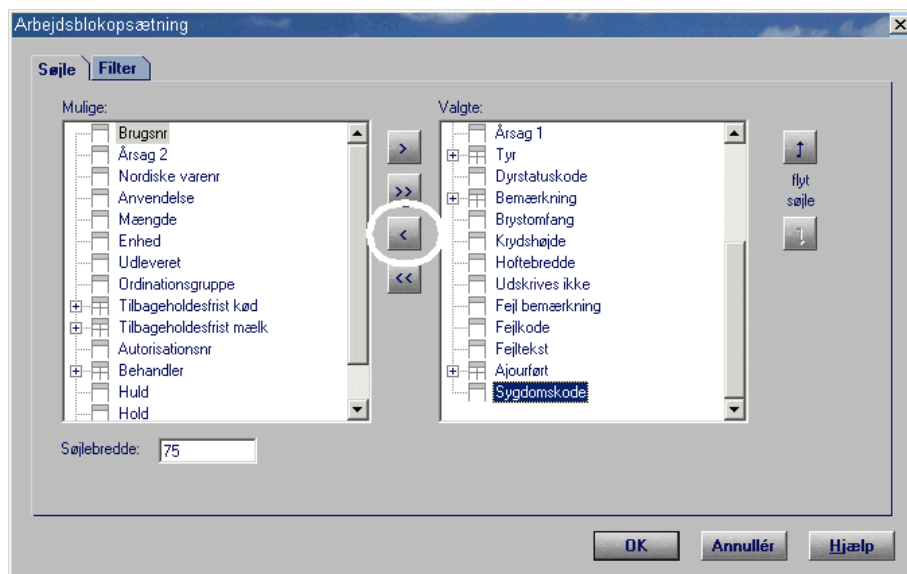 Arbejdsblokopsætning
Søjle
Filter
Mulige:
Brugsnr
Årsag 2
Nordiske varenr
Anvendelse
Mængde
Enhed
Udleveret
Ordinationsgruppe
Tilbageholdesfrist kød
Tilbageholdesfrist mælk
Autorisationsnr
Behandler
Huld
Hold
>
>>
<
<<
Valgte:
Årsag 1
Tyr
Dyrstatuskode
Bemærkning
Brystomfang
Krydshøjde
Hoftebredde
Udskrives ikke
Fejl bemærkning
Fejlkode
Fejltekst
Ajourført
Sygdomskode
flyt
søjle
Søjlebredde: 75
OK
Annullér
Hjælp